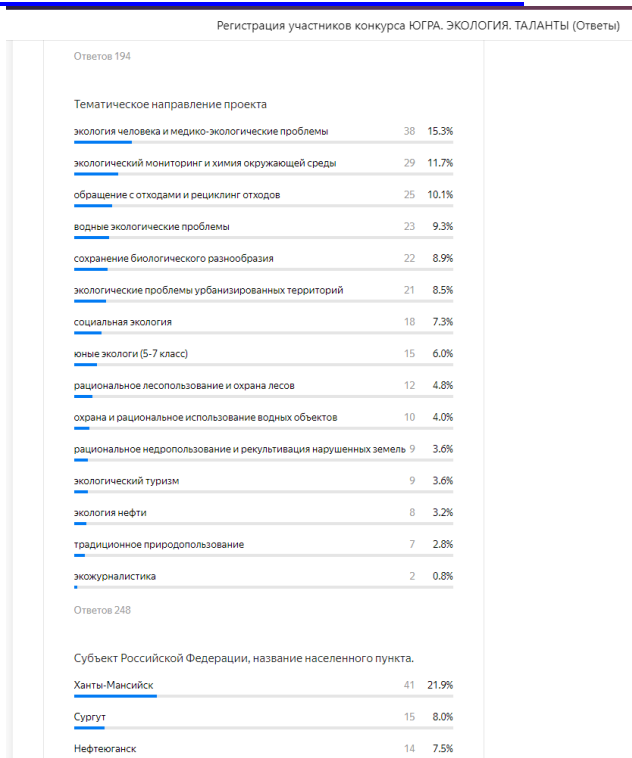 Регистрация участников конкурса ЮГРА. ЭКОЛОГИЯ. ТАЛАНТЫ (Ответы)
Ответов 194
Тематическое направление проекта
экология человека и медико-экологические проблемы 38 15.3%
экологический мониторинг и химия окружающей среды 29 11.7%
обращение с отходами и рециклинг отходов 25 10.1%
водные экологические проблемы 23 9.3%
сохранение биологического разнообразия 22 8.9%
экологические проблемы урбанизированных территорий 21 8.5%
социальная экология 18 7.3%
юные экологи (5-7 класс) 15 6.0%
рациональное лесопользование и охрана лесов 12 4.8%
охрана и рациональное использование водных объектов 10 4.0%
рациональное недропользование и рекультивация нарушенных земель 9 3.6%
экологический туризм 9 3.6%
экология нефти 8 3.2%
традиционное природопользование 7 2.8%
экожурналистика 2 0.8%
Ответов 248
Субъект Российской Федерации, название населенного пункта.
Ханты-Мансийск 41 21.9%
Сургут 15 8.0%
Нефтеюганск 14 7.5%